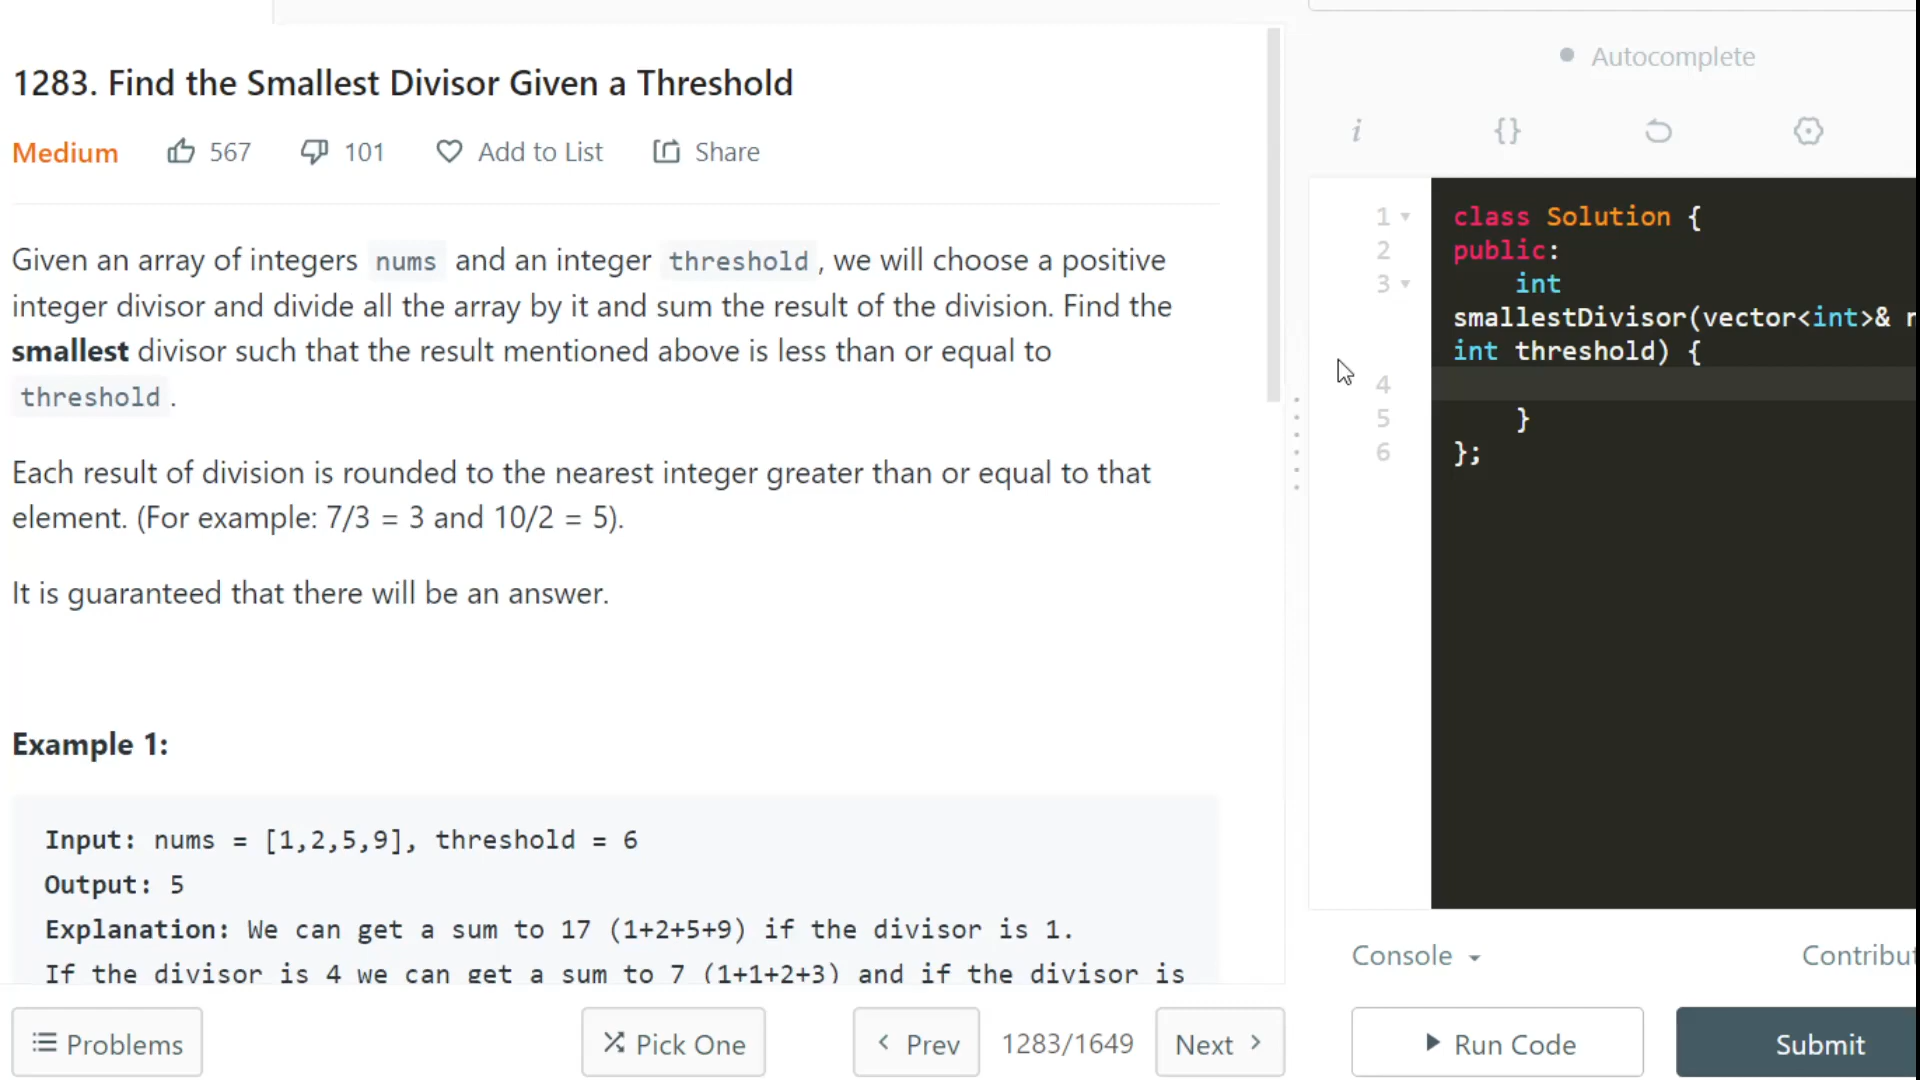 1283. Find the Smallest Divisor Given a Threshold
Medium 567 101 Add to List Share
Given an array of integers nums and an integer threshold , we will choose a positive
integer divisor and divide all the array by it and sum the result of the division. Find the
smallest divisor such that the result mentioned above is less than or equal to
threshold .
Each result of division is rounded to the nearest integer greater than or equal to that
element. (For example: 7/3 = 3 and 10/2 = 5).
It is guaranteed that there will be an answer.
Example 1:
Input: nums = [1,2,5,9], threshold = 6
Output: 5
Explanation: We can get a sum to 17 (1+2+5+9) if the divisor is 1.
If the divisor is 4 we can get a sum to 7 (1+1+2+3) and if the divisor is
Problems Pick One Prev 1283/1649 Next
Autocomplete
i {}
1 class Solution {
2 public:
3 int
smallestDivisor(vector<int>&
int threshold) {
4
5 }
6 };
Console Contribut
Run Code Submit